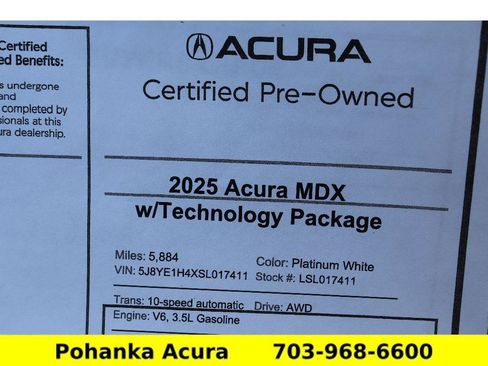 Certified
ed Benefits:
s undergone
and
completed by
sionals at this
ura dealership.
ACURA
Certified Pre-Owned
2025 Acura MDX
w/Technology Package
Miles: 5,884 Color: Platinum White
VIN: 5J8YE1H4XSL017411 Stock #: LSL017411
Trans: 10-speed automatic Drive: AWD
Engine: V6, 3.5L Gasoline
Pohanka Acura 703-968-6600